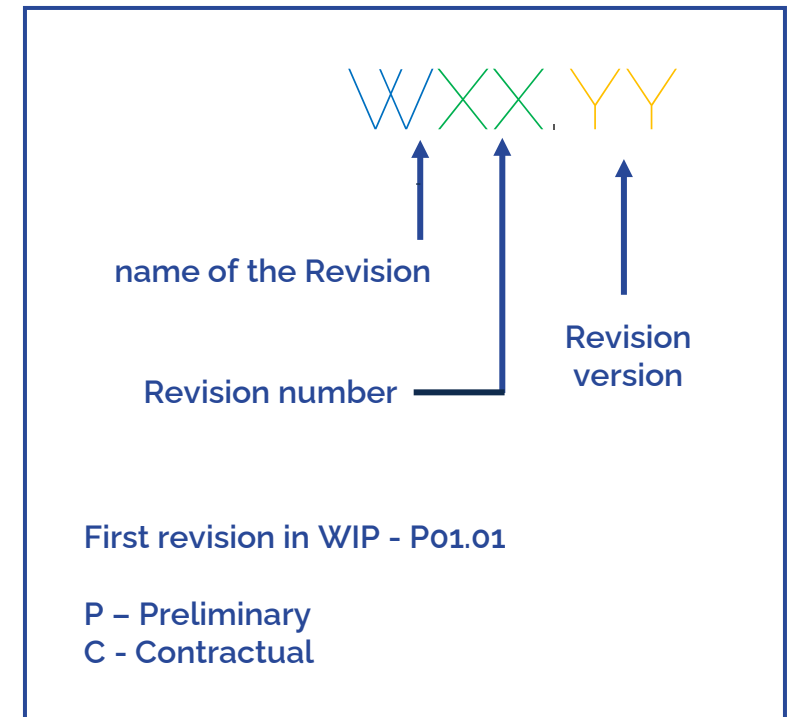 WXX.YY
name of the Revision
Revision
version
Revision number
First revision in WIP - P01.01
P – Preliminary
C - Contractual